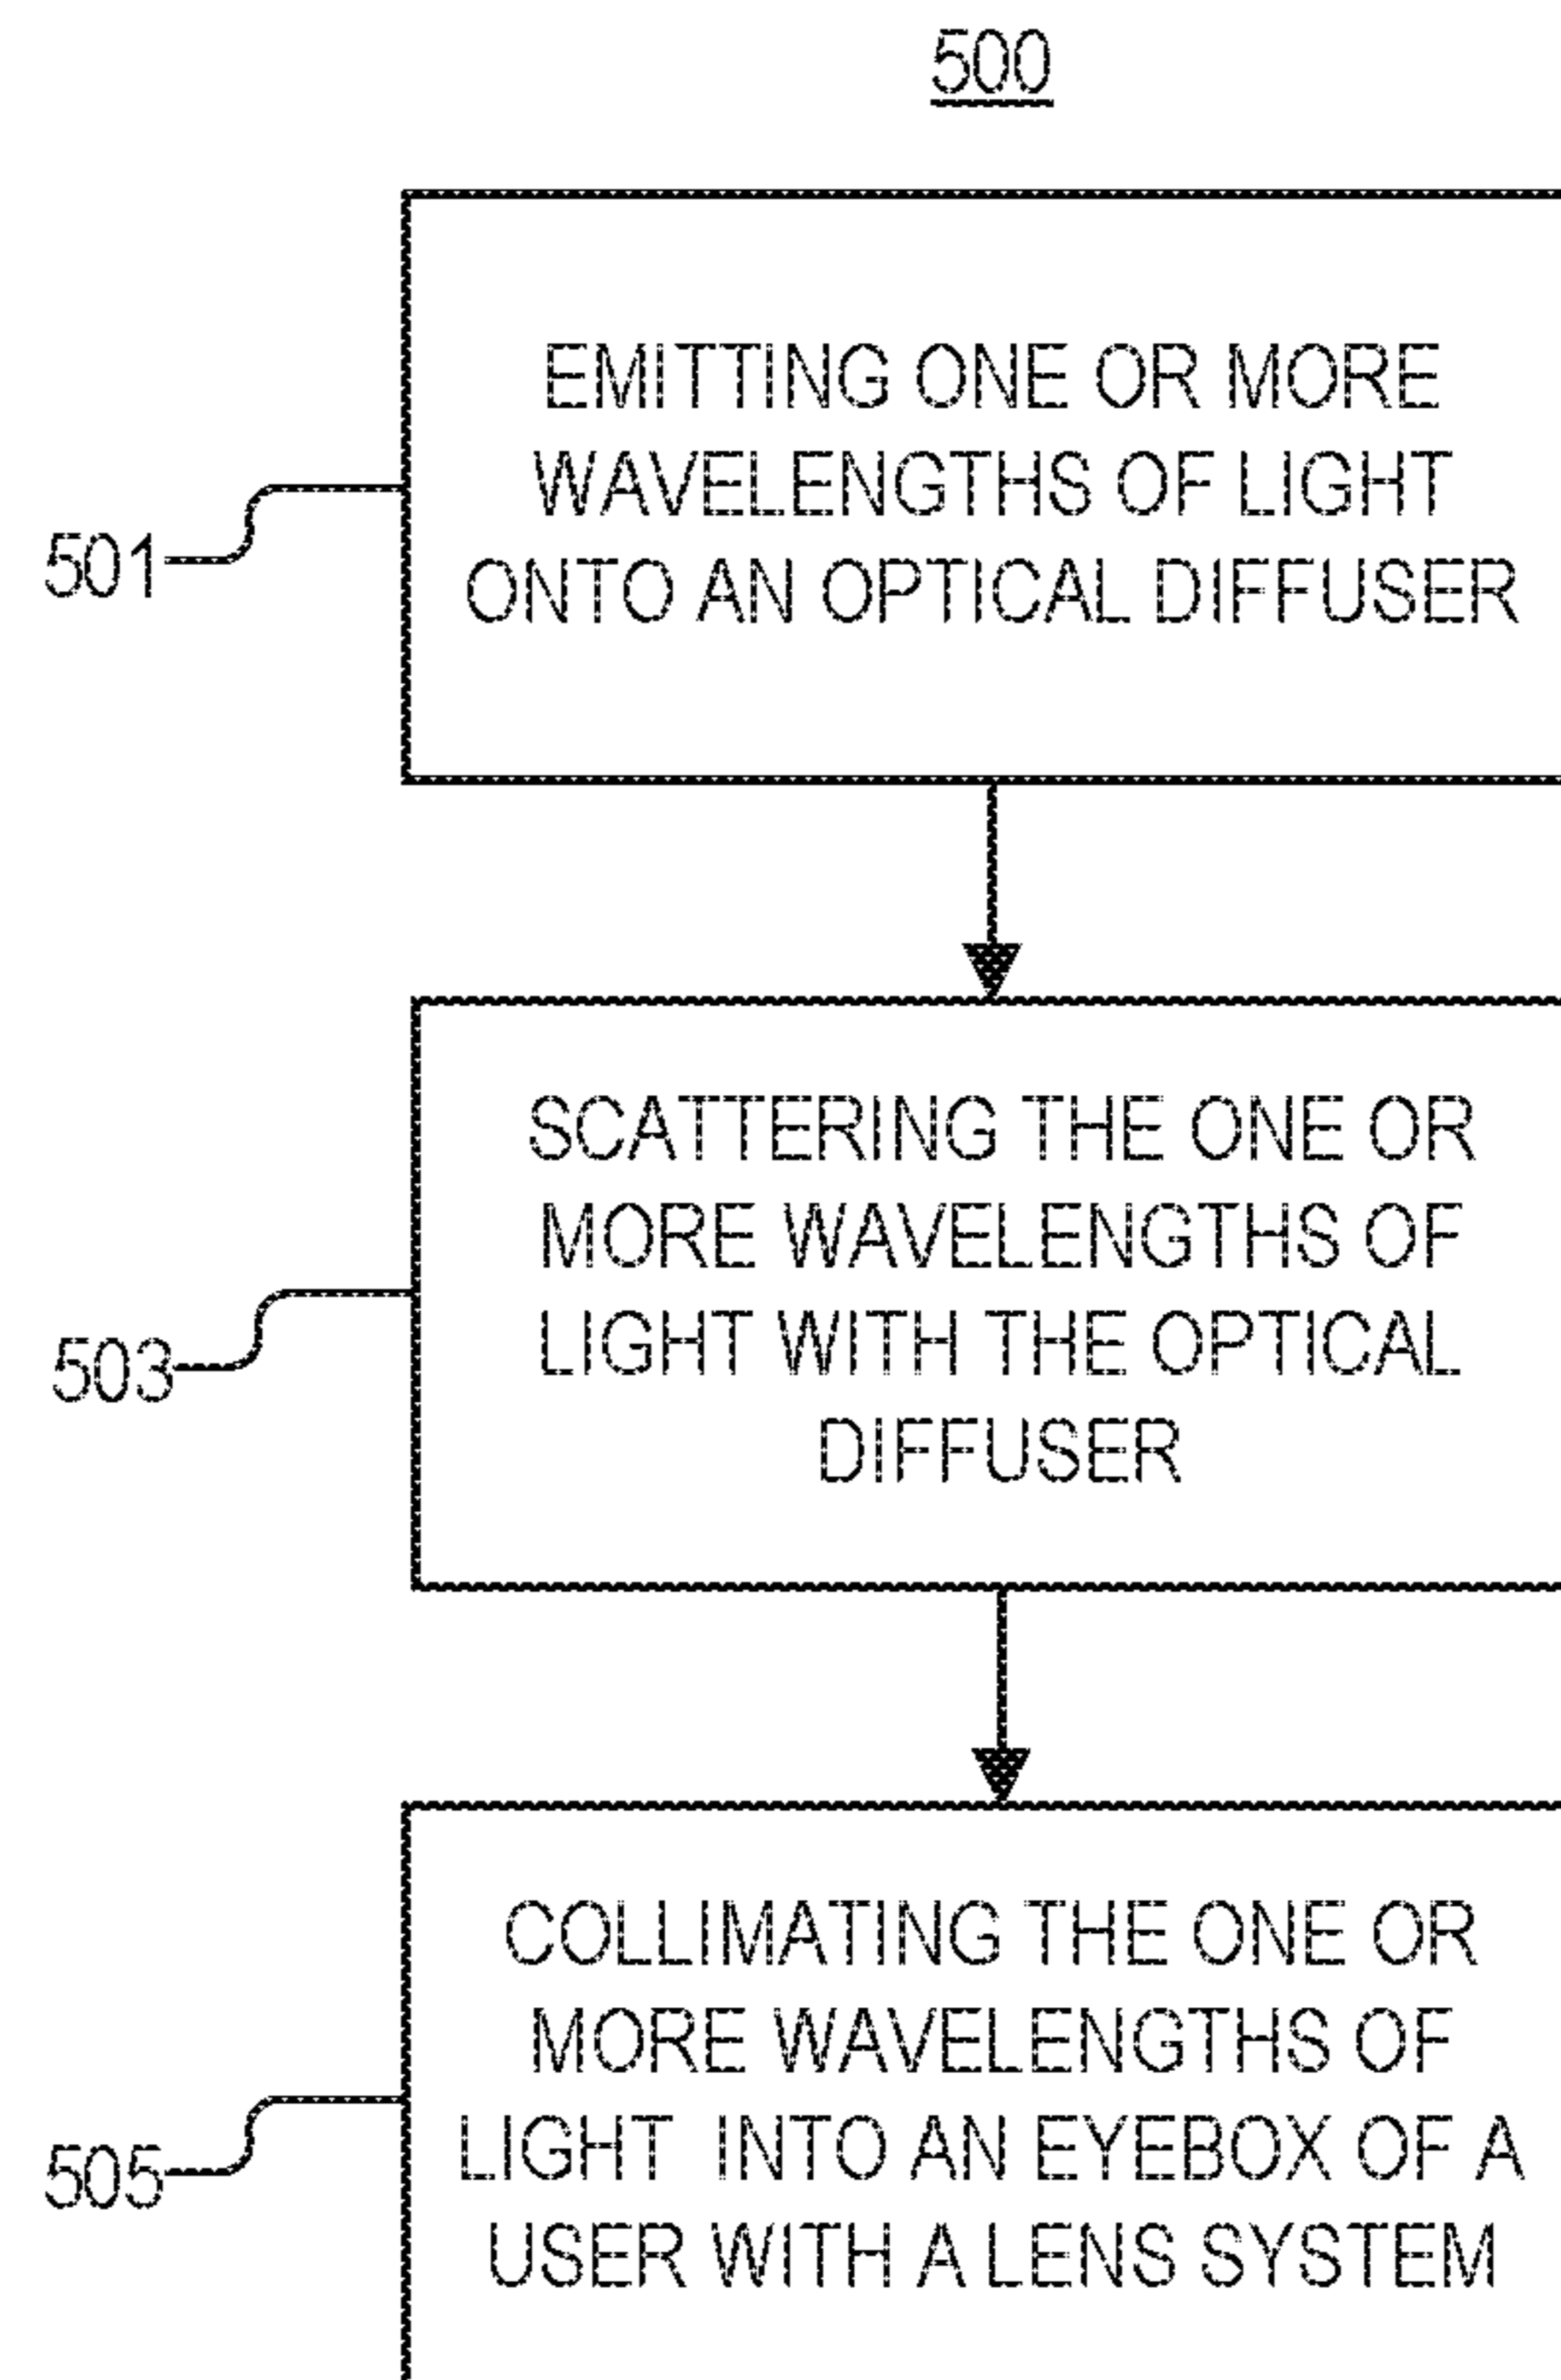 500
501
EMITTING ONE OR MORE
WAVELENGTHS OF LIGHT
ONTO AN OPTICAL DIFFUSER
503
SCATTERING THE ONE OR
MORE WAVELENGTHS OF
LIGHT WITH THE OPTICAL
DIFFUSER
505
COLLIMATING THE ONE OR
MORE WAVELENGTHS OF
LIGHT INTO AN EYEBOX OF A
USER WITH A LENS SYSTEM